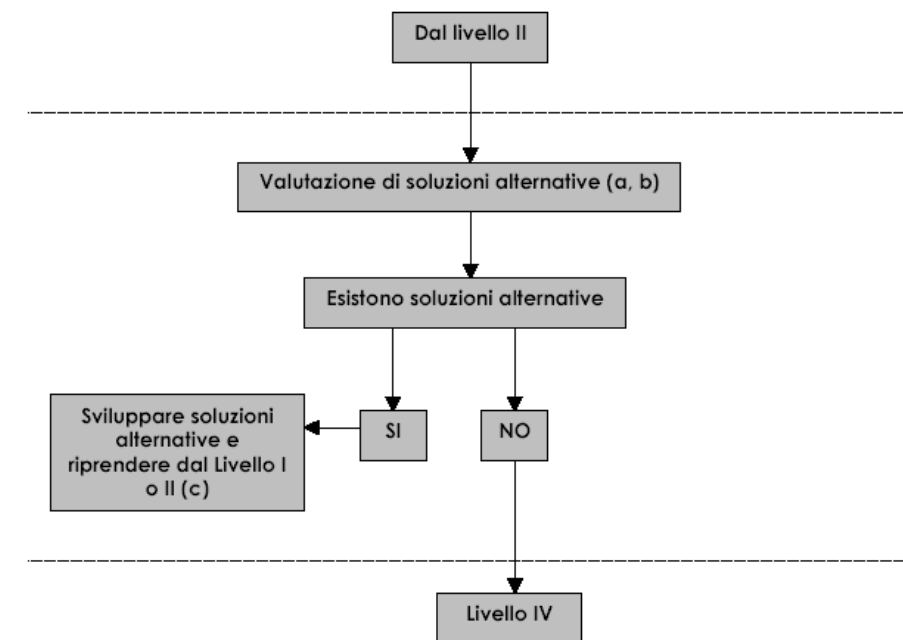 Dal livello II
Valutazione di soluzioni alternative (a, b)
Esistono soluzioni alternative
Sviluppare soluzioni
alternative e
riprendere dal Livello I
o II (c)
SI
NO
Livello IV